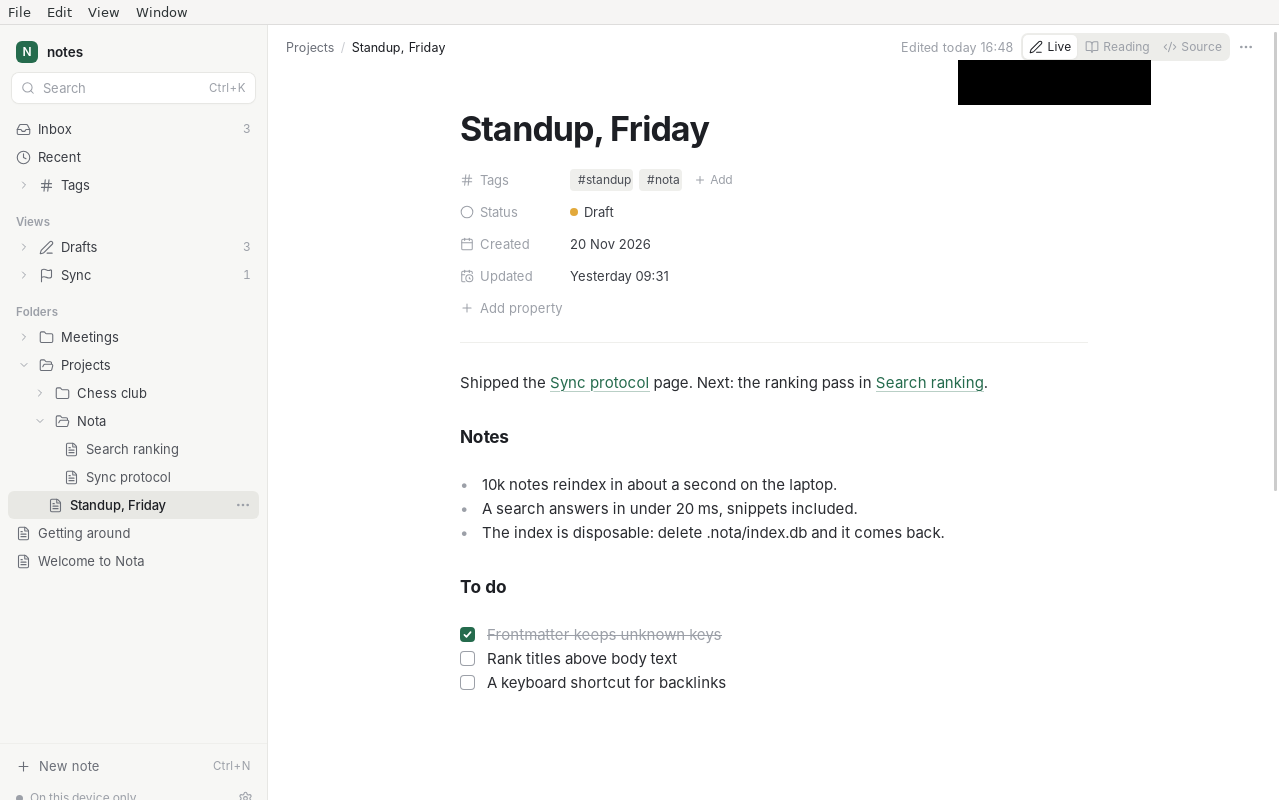 File Edit View Window
N notes
Search Ctrl+K
Inbox 3
Recent
Tags
Views
Drafts 3
Sync 1
Folders
Meetings
Projects
Chess club
Nota
Search ranking
Sync protocol
Standup, Friday
Getting around
Welcome to Nota
New note Ctrl+N
On this device only
Projects / Standup, Friday
Edited today 16:48 Live Reading Source
Standup, Friday
Tags #standup #nota Add
Status Draft
Created 20 Nov 2026
Updated Yesterday 09:31
Add property
Shipped the Sync protocol page. Next: the ranking pass in Search ranking.
Notes
• 10k notes reindex in about a second on the laptop.
• A search answers in under 20 ms, snippets included.
• The index is disposable: delete .nota/index.db and it comes back.
To do
Frontmatter keeps unknown keys
Rank titles above body text
A keyboard shortcut for backlinks